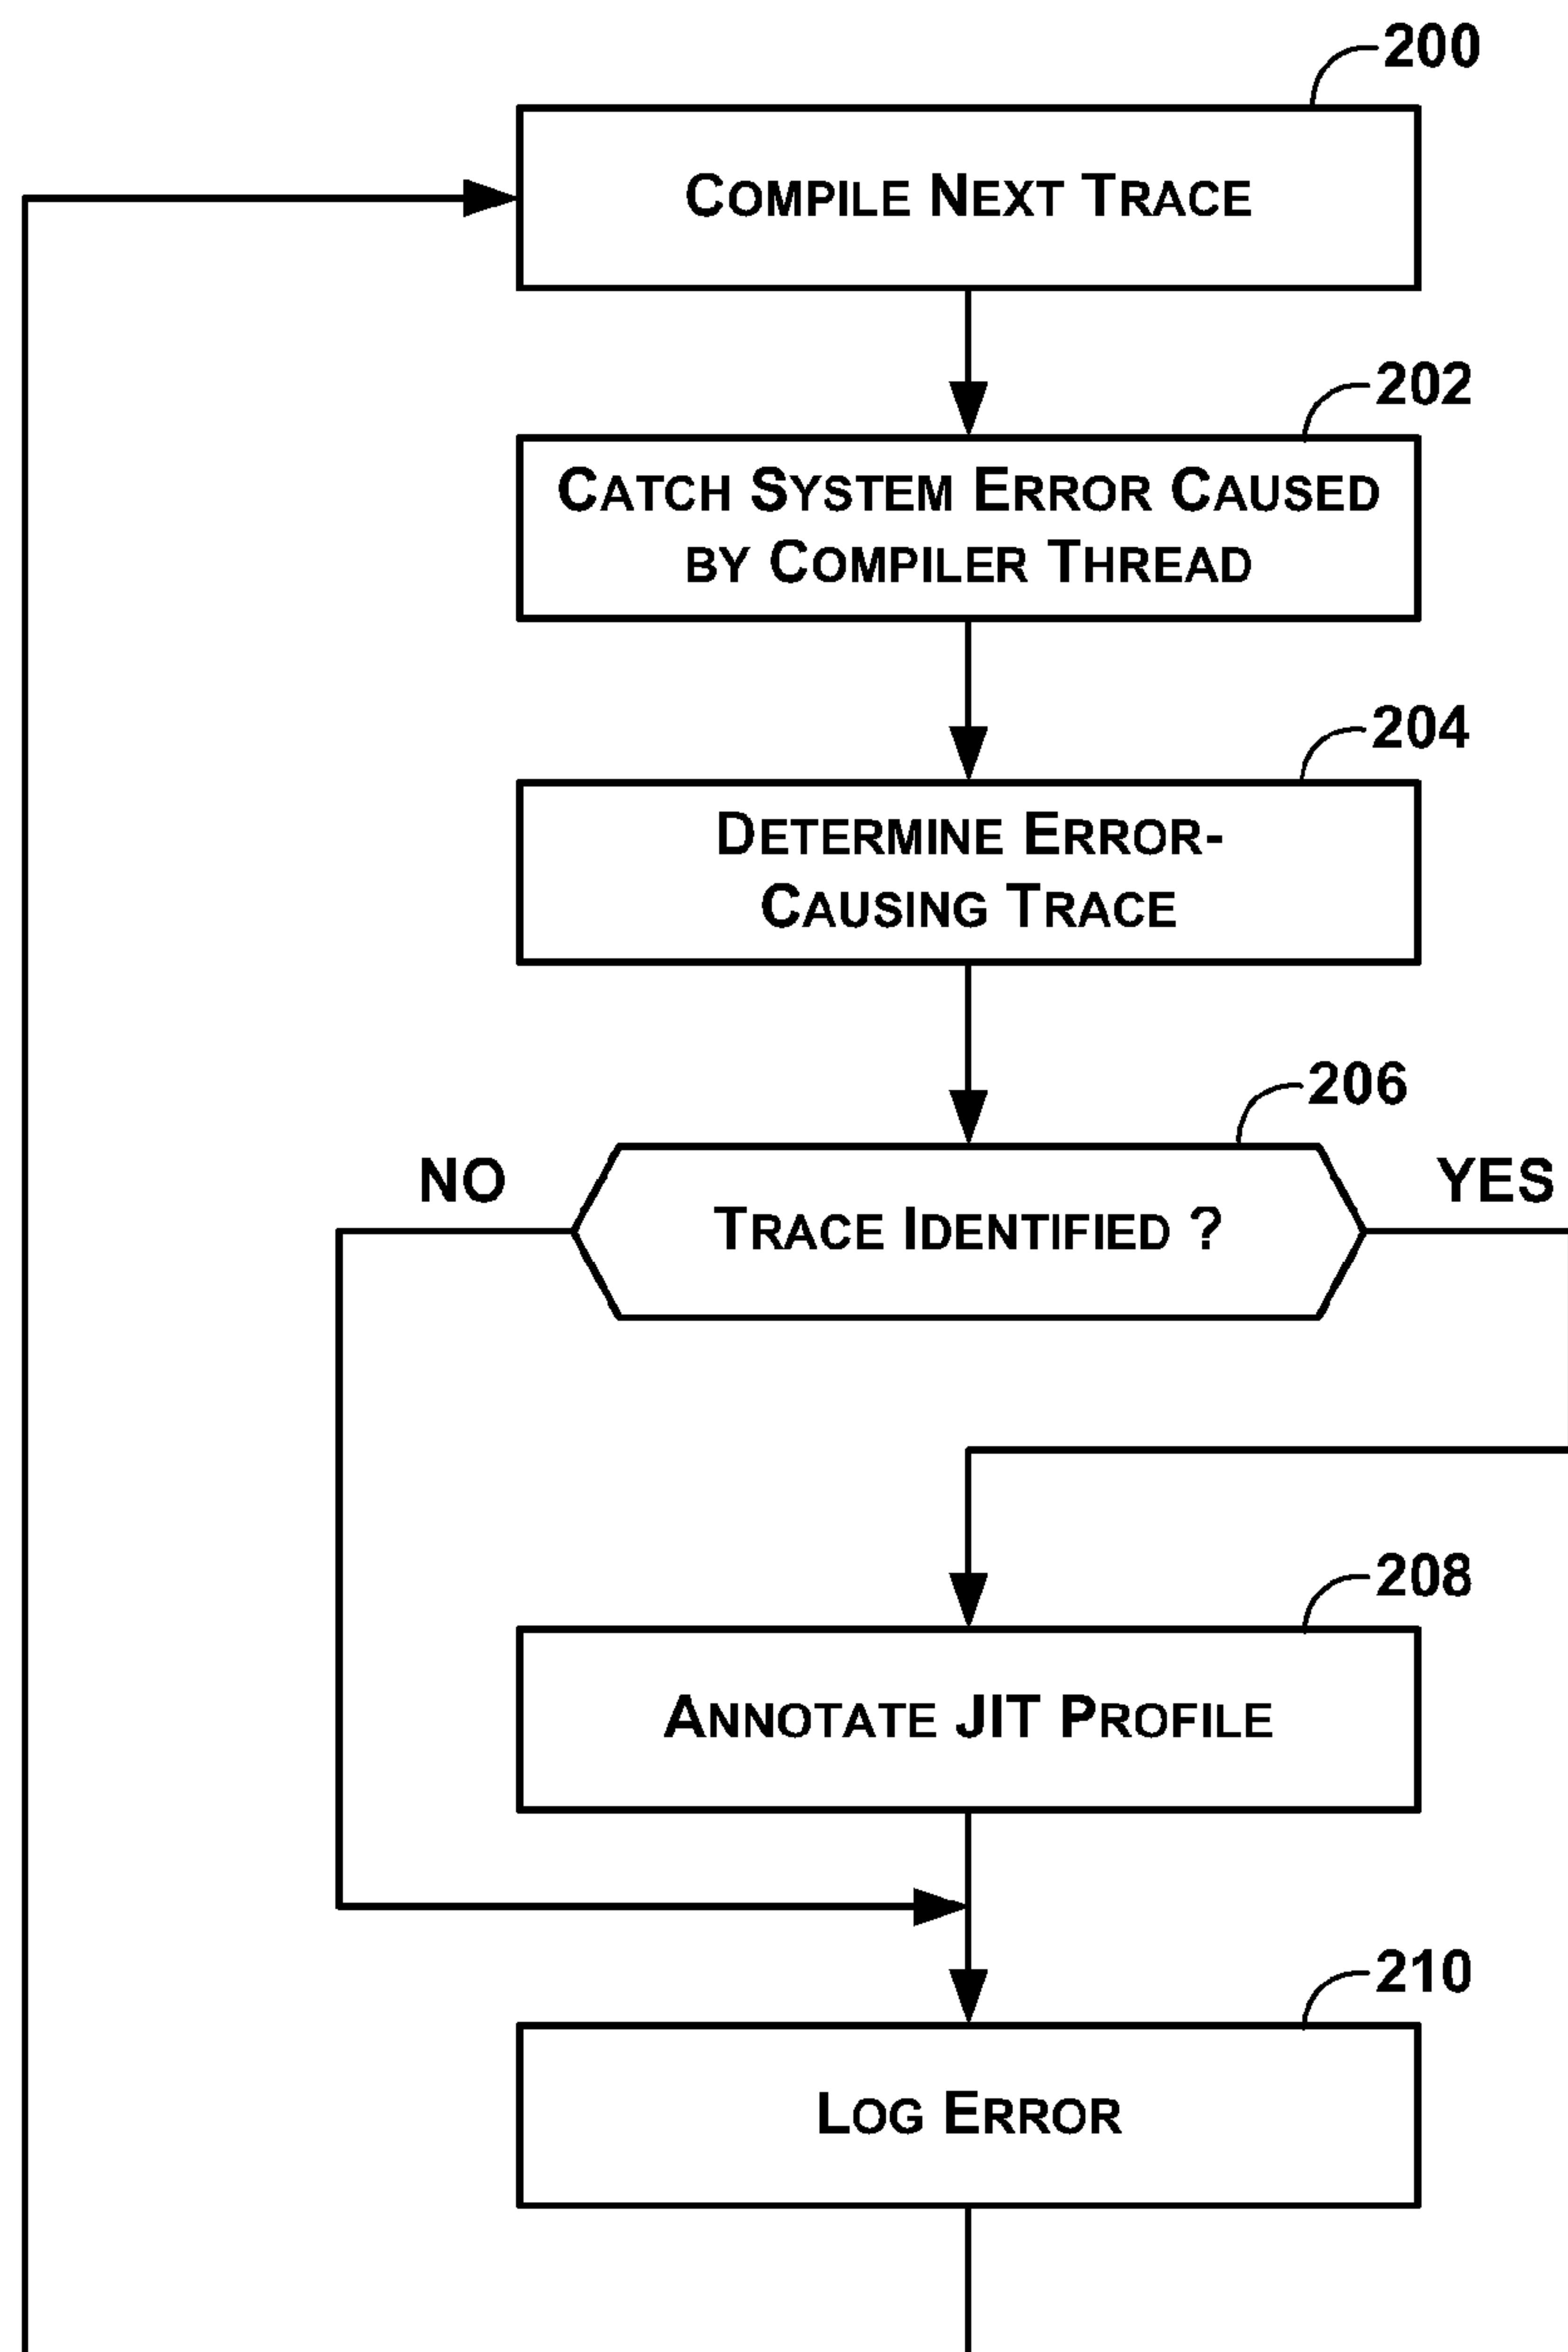 200
COMPILE NEXT TRACE
202
CATCH SYSTEM ERROR CAUSED
BY COMPILER THREAD
204
DETERMINE ERROR-
CAUSING TRACE
206
NO
YES
TRACE IDENTIFIED ?
208
ANNOTATE JIT PROFILE
210
LOG ERROR